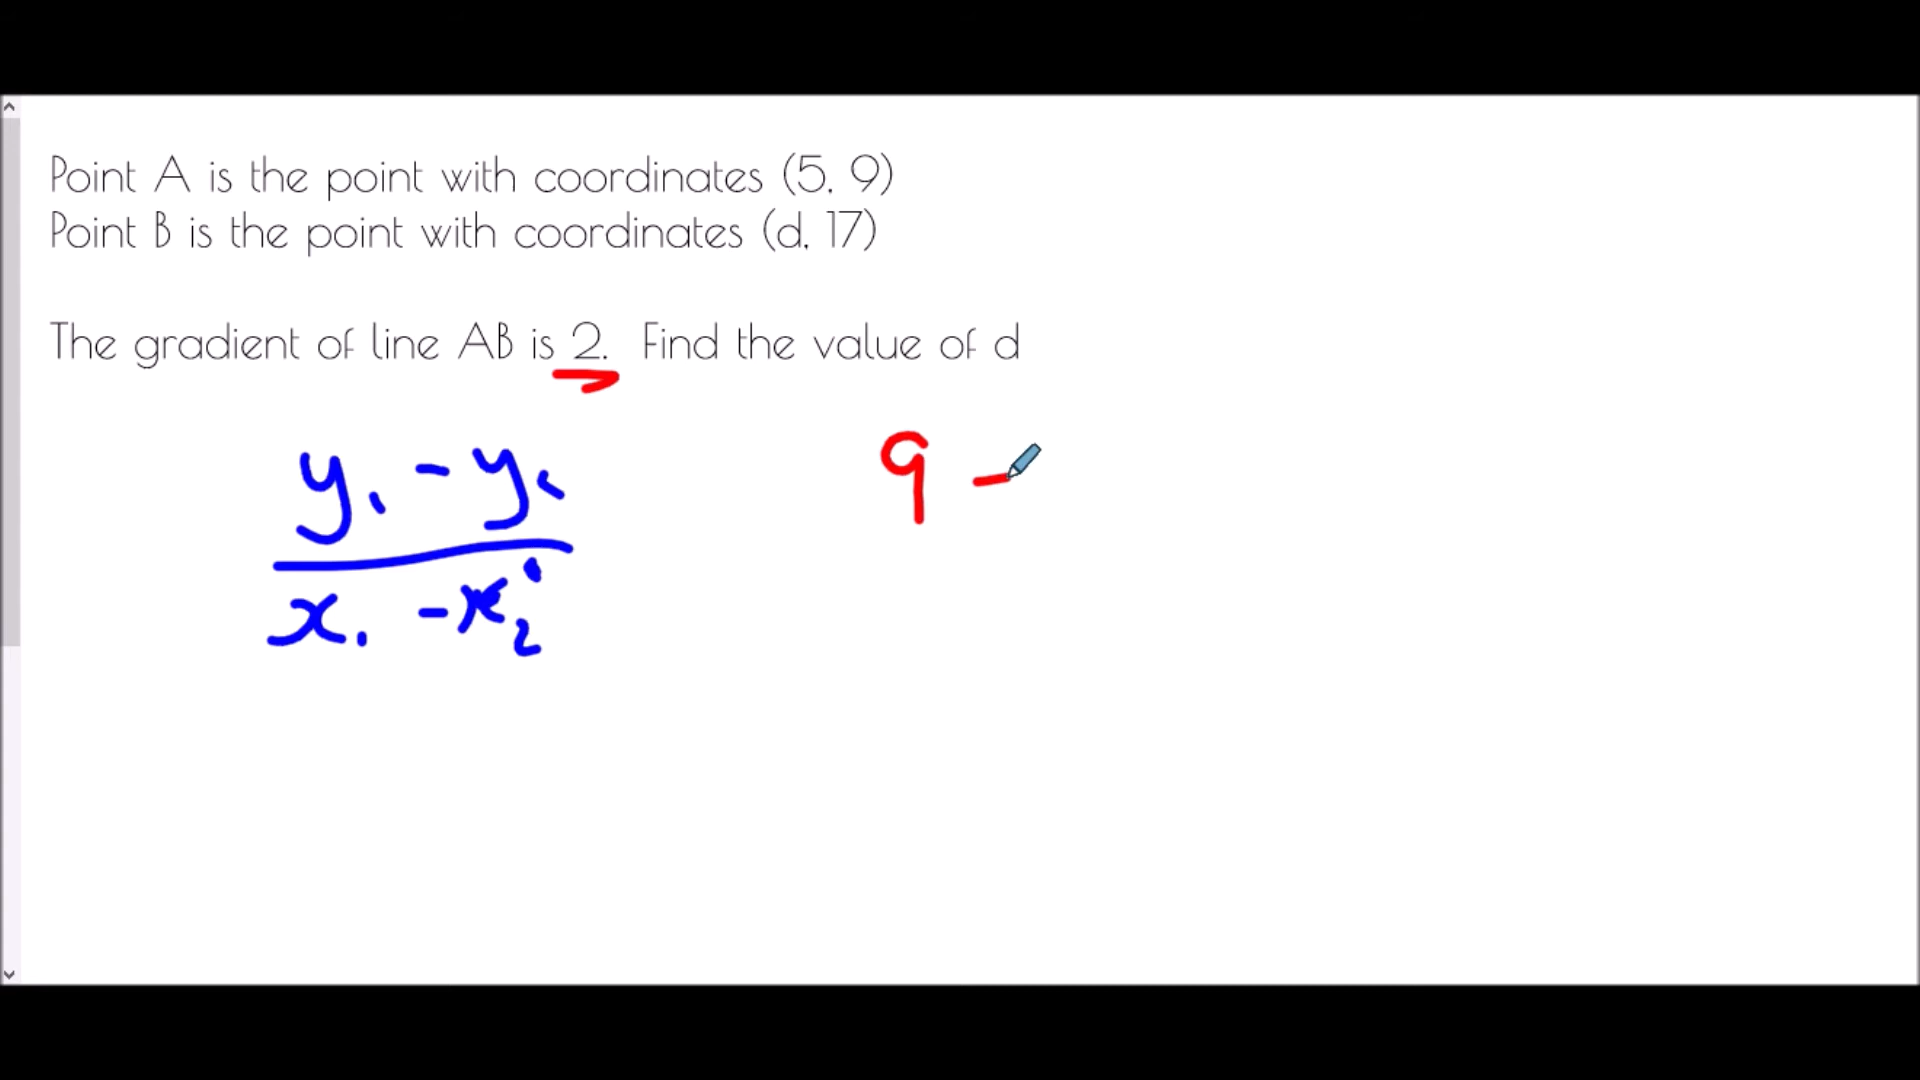 Point A is the point with coordinates (5, 9)
Point B is the point with coordinates (d, 17)
The gradient of line AB is 2. Find the value of d
y₁ - y₁
x₁ - x₂
9 -